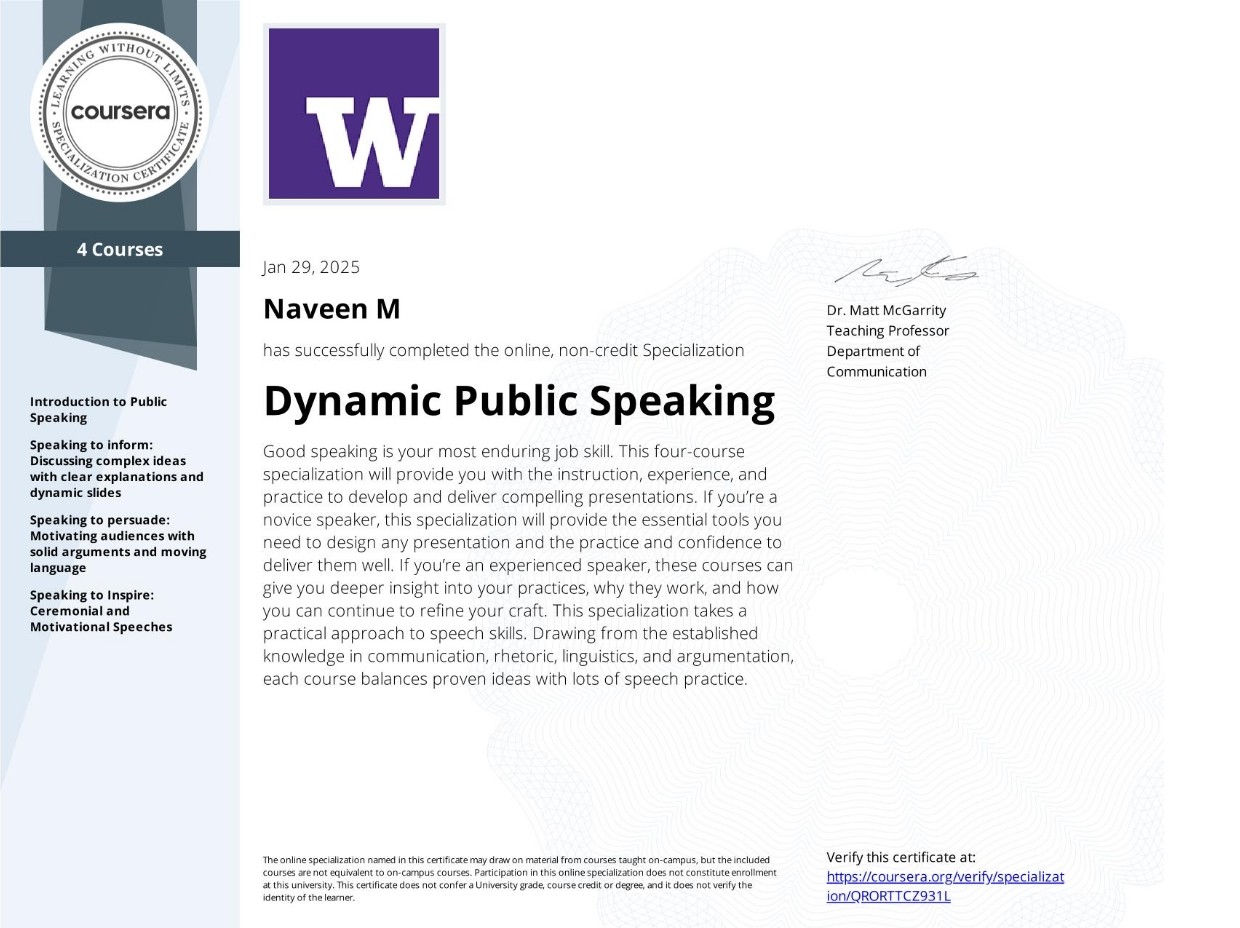 LEARNING WITHOUT LIMITS
coursera
SPECIALIZATION CERTIFICATE
4 Courses
Introduction to Public
Speaking
Speaking to inform:
Discussing complex ideas
with clear explanations and
dynamic slides
Speaking to persuade:
Motivating audiences with
solid arguments and moving
language
Speaking to Inspire:
Ceremonial and
Motivational Speeches
W
Jan 29, 2025
Naveen M
has successfully completed the online, non-credit Specialization
Dynamic Public Speaking
Good speaking is your most enduring job skill. This four-course
specialization will provide you with the instruction, experience, and
practice to develop and deliver compelling presentations. If you’re a
novice speaker, this specialization will provide the essential tools you
need to design any presentation and the practice and confidence to
deliver them well. If you’re an experienced speaker, these courses can
give you deeper insight into your practices, why they work, and how
you can continue to refine your craft. This specialization takes a
practical approach to speech skills. Drawing from the established
knowledge in communication, rhetoric, linguistics, and argumentation,
each course balances proven ideas with lots of speech practice.
Dr. Matt McGarrity
Teaching Professor
Department of
Communication
The online specialization named in this certificate may draw on material from courses taught on-campus, but the included
courses are not equivalent to on-campus courses. Participation in this online specialization does not constitute enrollment
at this university. This certificate does not confer a University grade, course credit or degree, and it does not verify the
identity of the learner.
Verify this certificate at:
https://coursera.org/verify/specializat
ion/QRORTTCZ931L